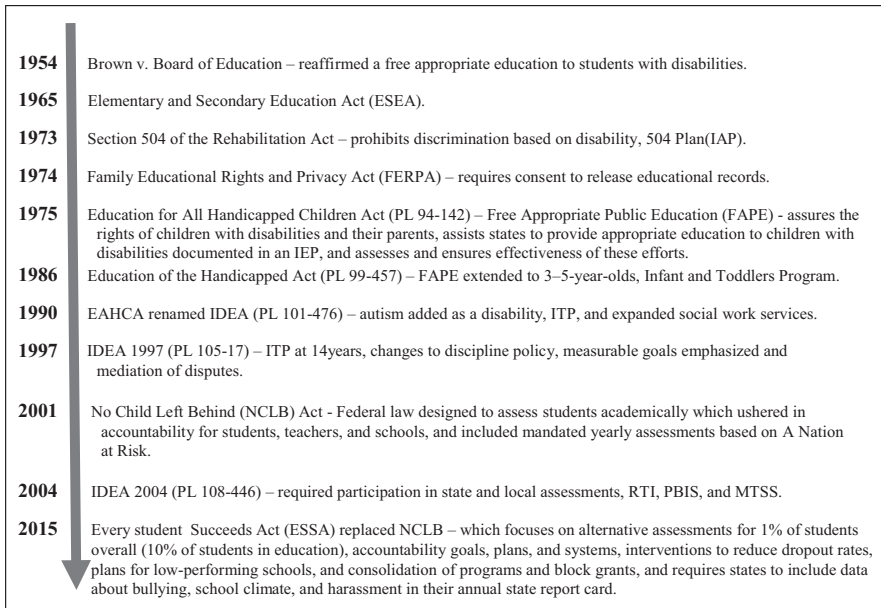 1954 Brown v. Board of Education – reaffirmed a free appropriate education to students with disabilities.
1965 Elementary and Secondary Education Act (ESEA).
1973 Section 504 of the Rehabilitation Act – prohibits discrimination based on disability, 504 Plan(IAP).
1974 Family Educational Rights and Privacy Act (FERPA) – requires consent to release educational records.
1975 Education for All Handicapped Children Act (PL 94-142) – Free Appropriate Public Education (FAPE) - assures the
rights of children with disabilities and their parents, assists states to provide appropriate education to children with
disabilities documented in an IEP, and assesses and ensures effectiveness of these efforts.
1986 Education of the Handicapped Act (PL 99-457) – FAPE extended to 3–5-year-olds, Infant and Toddlers Program.
1990 EAHCA renamed IDEA (PL 101-476) – autism added as a disability, ITP, and expanded social work services.
1997 IDEA 1997 (PL 105-17) – ITP at 14years, changes to discipline policy, measurable goals emphasized and
mediation of disputes.
2001 No Child Left Behind (NCLB) Act - Federal law designed to assess students academically which ushered in
accountability for students, teachers, and schools, and included mandated yearly assessments based on A Nation
at Risk.
2004 IDEA 2004 (PL 108-446) – required participation in state and local assessments, RTI, PBIS, and MTSS.
2015 Every student Succeeds Act (ESSA) replaced NCLB – which focuses on alternative assessments for 1% of students
overall (10% of students in education), accountability goals, plans, and systems, interventions to reduce dropout rates,
plans for low-performing schools, and consolidation of programs and block grants, and requires states to include data
about bullying, school climate, and harassment in their annual state report card.